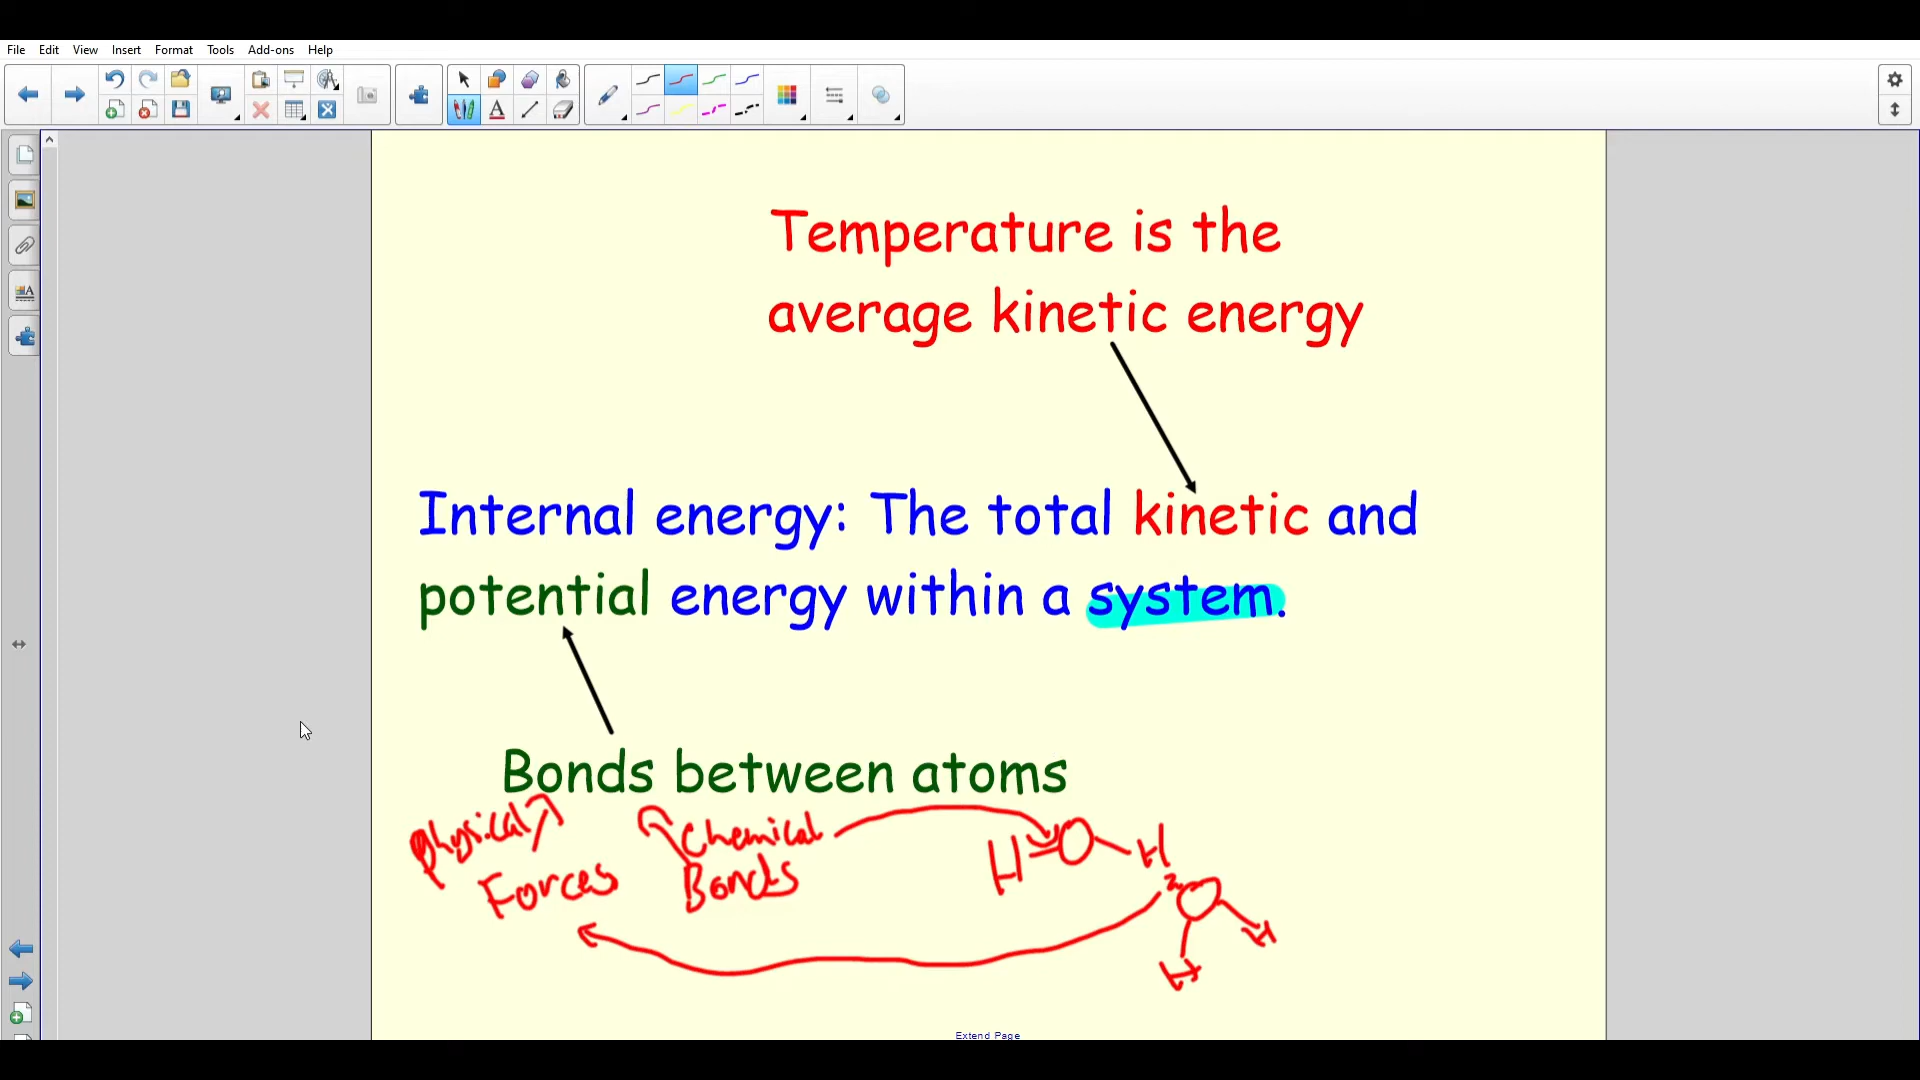 File Edit View Insert Format Tools Add-ons Help
Temperature is the
average kinetic energy
Internal energy: The total kinetic and
potential energy within a system.
Bonds between atoms
physical Chemical
Forces Bonds
H O H
O H
H
Extend Page